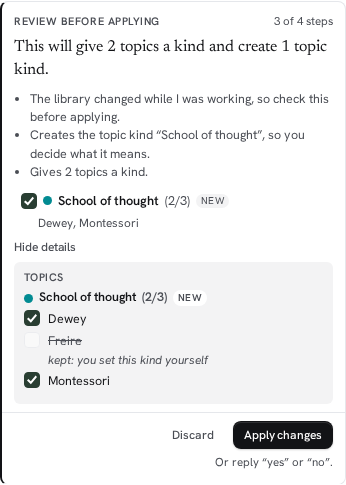 REVIEW BEFORE APPLYING 3 of 4 steps
This will give 2 topics a kind and create 1 topic
kind.
• The library changed while I was working, so check this
before applying.
• Creates the topic kind “School of thought”, so you
decide what it means.
• Gives 2 topics a kind.
School of thought (2/3) NEW
Dewey, Montessori
Hide details
TOPICS
School of thought (2/3) NEW
Dewey
Freire
kept: you set this kind yourself
Montessori
Discard Apply changes
Or reply “yes” or “no”.